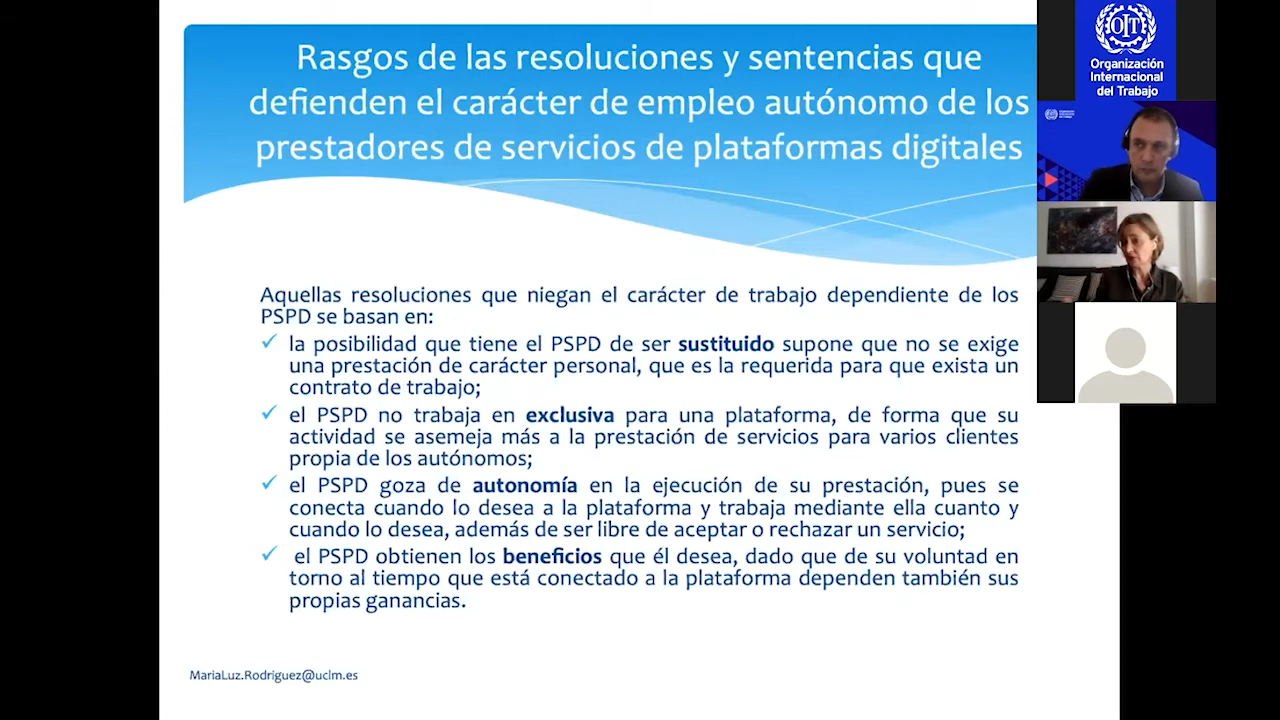 Rasgos de las resoluciones y sentencias que
defienden el carácter de empleo autónomo de los
prestadores de servicios de plataformas digitales
Aquellas resoluciones que niegan el carácter de trabajo dependiente de los
PSPD se basan en:
✓ la posibilidad que tiene el PSPD de ser sustituido supone que no se exige
una prestación de carácter personal, que es la requerida para que exista un
contrato de trabajo;
✓ el PSPD no trabaja en exclusiva para una plataforma, de forma que su
actividad se asemeja más a la prestación de servicios para varios clientes
propia de los autónomos;
✓ el PSPD goza de autonomía en la ejecución de su prestación, pues se
conecta cuando lo desea a la plataforma y trabaja mediante ella cuanto y
cuando lo desea, además de ser libre de aceptar o rechazar un servicio;
✓ el PSPD obtienen los beneficios que él desea, dado que de su voluntad en
torno al tiempo que está conectado a la plataforma dependen también sus
propias ganancias.
MariaLuz.Rodriguez@uclm.es
OIT
Organización
Internacional
del Trabajo